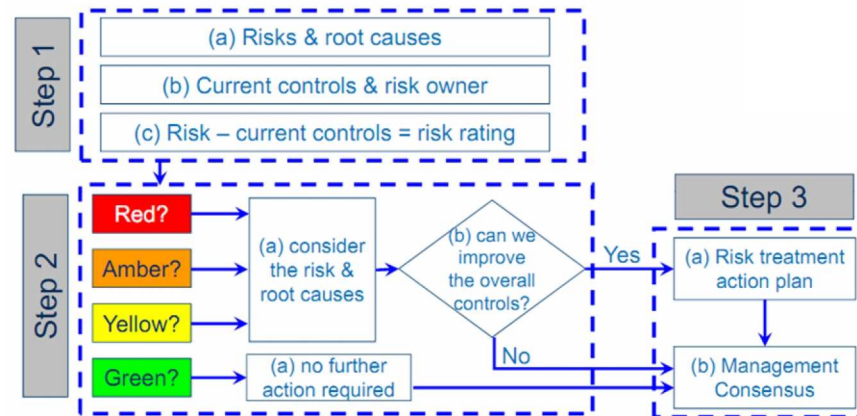 Step 1
(a) Risks & root causes
(b) Current controls & risk owner
(c) Risk – current controls = risk rating
Step 2
Red?
Amber?
Yellow?
Green?
(a) consider
the risk &
root causes
(a) no further
action required
(b) can we
improve
the overall
controls?
Yes
No
Step 3
(a) Risk treatment
action plan
(b) Management
Consensus